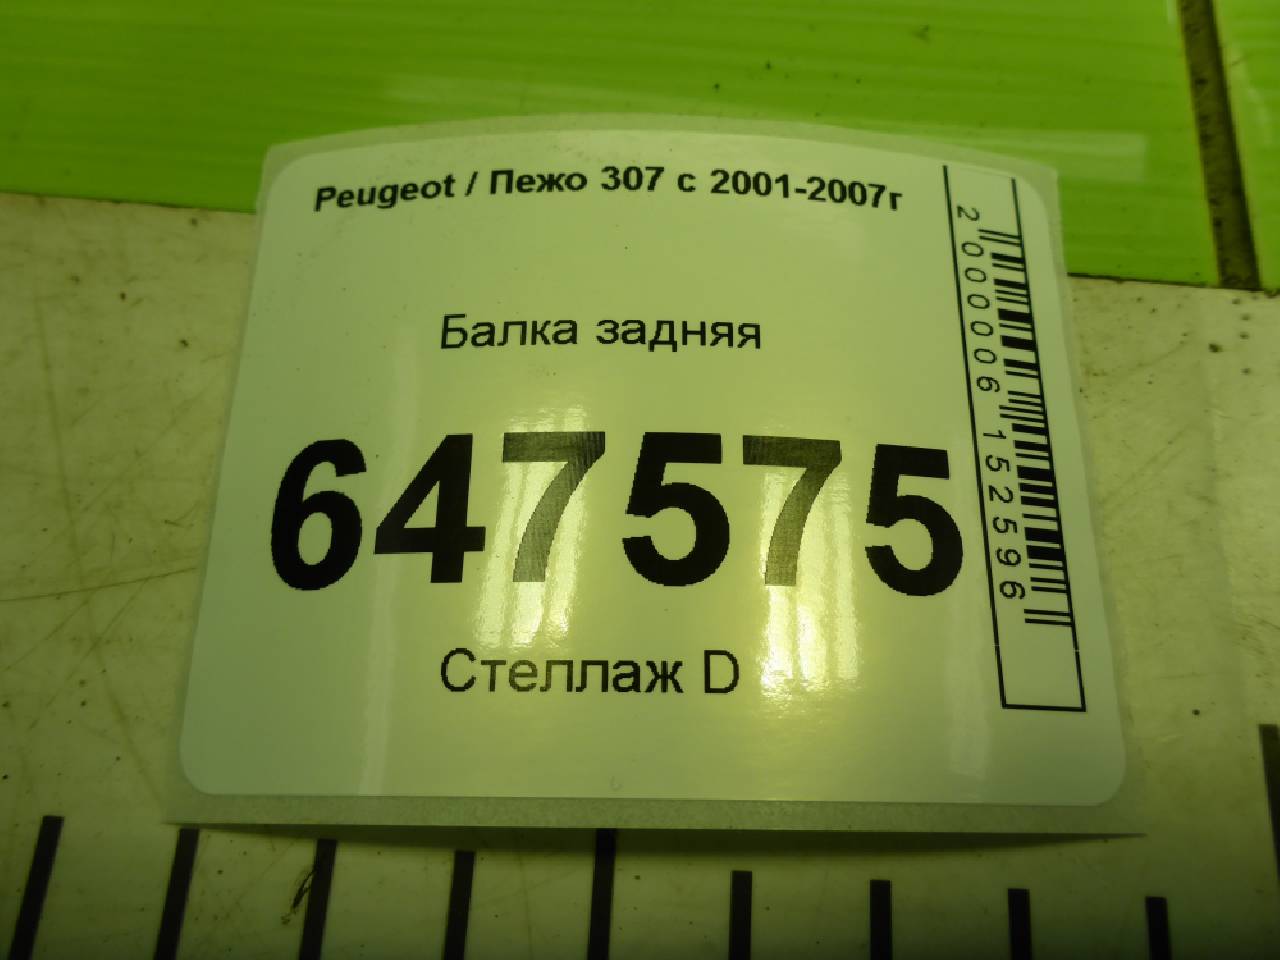 Peugeot / Пежо 307 с 2001-2007г
Балка задняя
647575
Стеллаж D
2000006152596